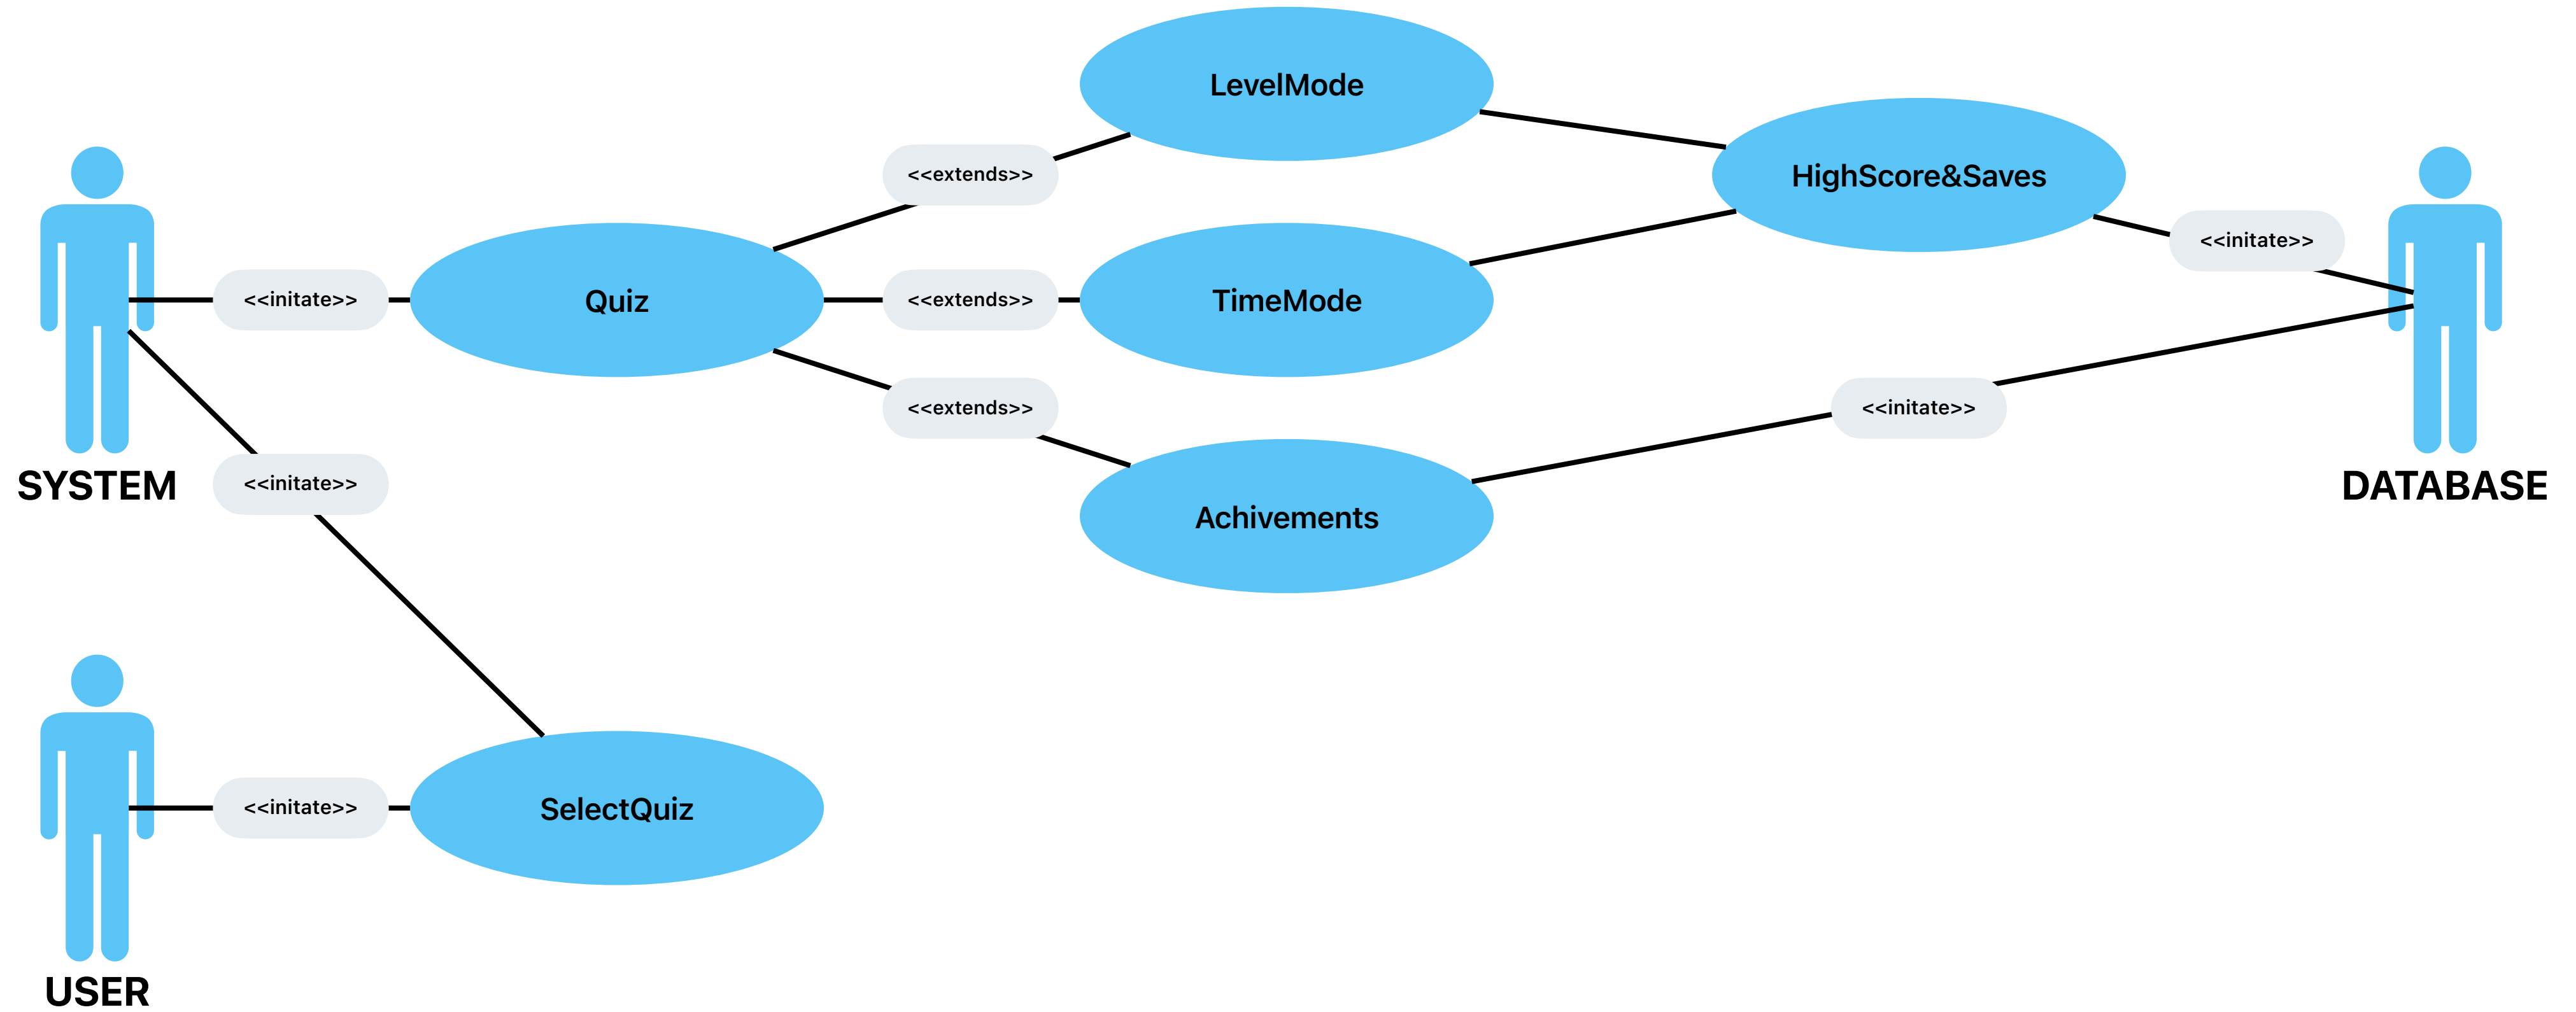 LevelMode
<<extends>>
HighScore&Saves
<<initate>>
<<initate>>
Quiz
<<extends>>
TimeMode
<<extends>>
<<initate>>
SYSTEM
<<initate>>
DATABASE
Achivements
<<initate>>
SelectQuiz
USER